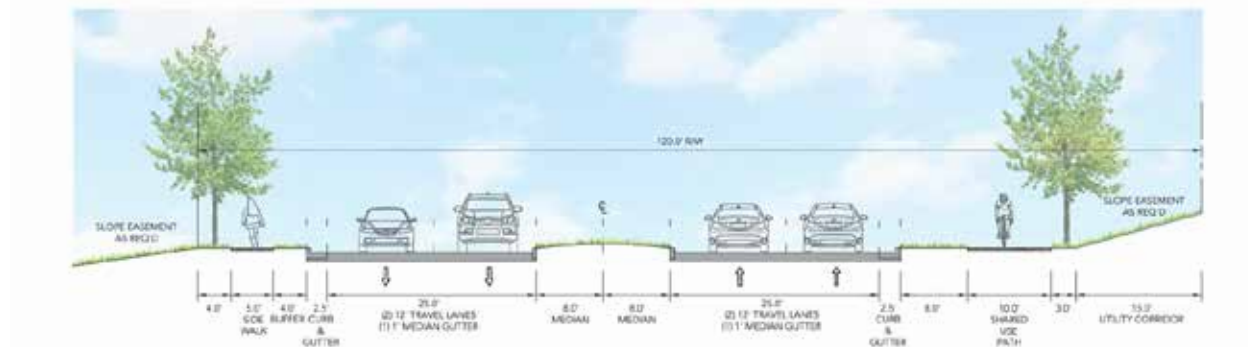 120.0' R/W
SLOPE EASEMENT
AS REQ'D
SLOPE EASEMENT
AS REQ'D
℄
4.0'
5.0'
SIDE
WALK
4.0'
BUFFER
2.5'
CURB
&
GUTTER
25.0'
(2) 12' TRAVEL LANES
(1) 1' MEDIAN GUTTER
8.0'
MEDIAN
8.0'
MEDIAN
25.0'
(2) 12' TRAVEL LANES
(1) 1' MEDIAN GUTTER
2.5'
CURB
&
GUTTER
8.0'
10.0'
SHARED
USE
PATH
3.0'
15.0'
UTILITY CORRIDOR